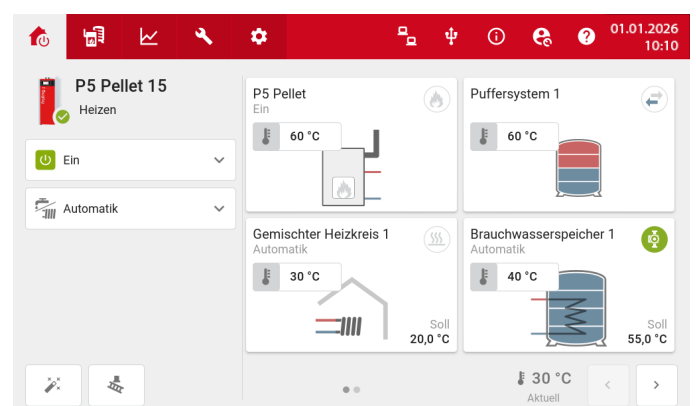 01.01.2026
10:10
P5 Pellet 15
Heizen
Ein
Automatik
P5 Pellet
Ein
60 °C
Puffersystem 1
60 °C
Gemischter Heizkreis 1
Automatik
30 °C
Soll
20,0 °C
Brauchwasserspeicher 1
Automatik
40 °C
Soll
55,0 °C
30 °C
Aktuell